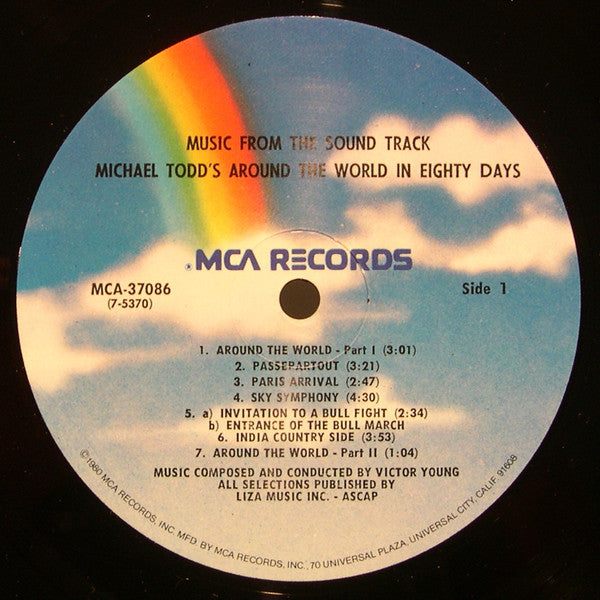 MUSIC FROM THE SOUND TRACK
MICHAEL TODD'S AROUND THE WORLD IN EIGHTY DAYS
®MCA RECORDS
MCA-37086
(7-5370)
Side 1
1. AROUND THE WORLD - Part I (3:01)
2. PASSEPARTOUT (3:21)
3. PARIS ARRIVAL (2:47)
4. SKY SYMPHONY (4:30)
5. a) INVITATION TO A BULL FIGHT (2:34)
b) ENTRANCE OF THE BULL MARCH
6. INDIA COUNTRY SIDE (3:53)
7. AROUND THE WORLD - Part II (1:04)
MUSIC COMPOSED AND CONDUCTED BY VICTOR YOUNG
ALL SELECTIONS PUBLISHED BY
LIZA MUSIC INC. - ASCAP
©1980 MCA RECORDS, INC. MFD. BY MCA RECORDS, INC., 70 UNIVERSAL PLAZA, UNIVERSAL CITY, CALIF. 91608